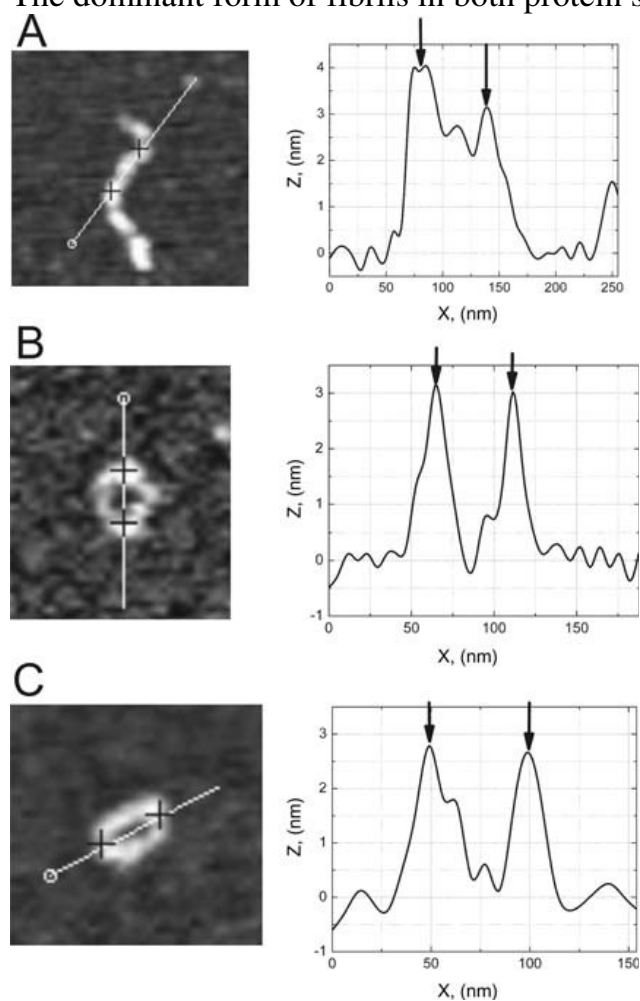 The dominant form of fibrils in both protein s
A
4
3
2
1
0
Z, (nm)
0 50 100 150 200 250
X, (nm)
B
3
2
1
0
-1
Z, (nm)
0 50 100 150
X, (nm)
C
3
2
1
0
-1
Z, (nm)
0 50 100 150
X, (nm)